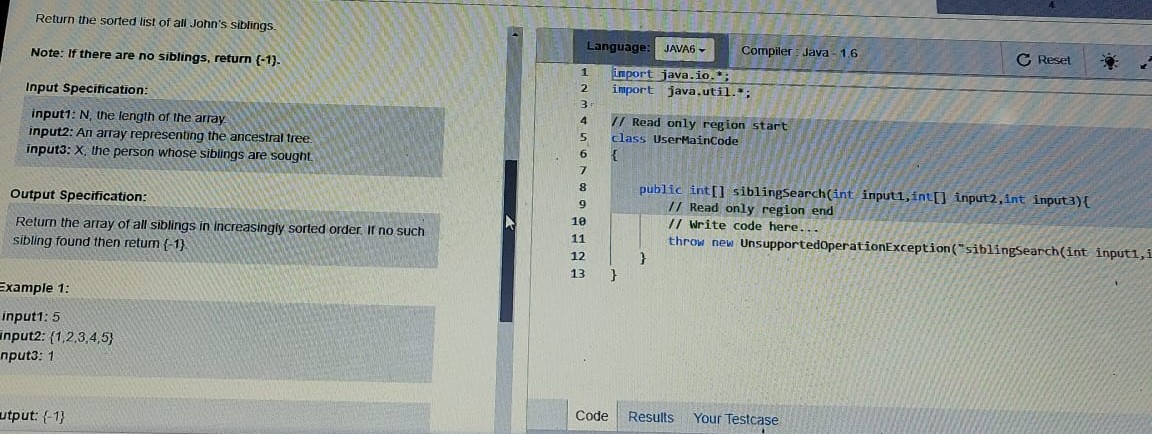 Return the sorted list of all John's siblings.
Note: If there are no siblings, return {-1}.
Input Specification:
input1: N, the length of the array.
input2: An array representing the ancestral tree.
input3: X, the person whose siblings are sought.
Output Specification:
Return the array of all siblings in increasingly sorted order. If no such
sibling found then return {-1}.
Example 1:
input1: 5
input2: {1,2,3,4,5}
nput3: 1
utput: {-1}
4
Language: JAVA6
Compiler : Java - 1.6
Reset
1 import java.io.*;
2 import java.util.*;
3
4 // Read only region start
5 class UserMainCode
6 {
7
8 public int[] siblingSearch(int input1,int[] input2,int input3){
9 // Read only region end
10 // Write code here...
11 throw new UnsupportedOperationException("siblingSearch(int input1,i
12 }
13 }
Code Results Your Testcase